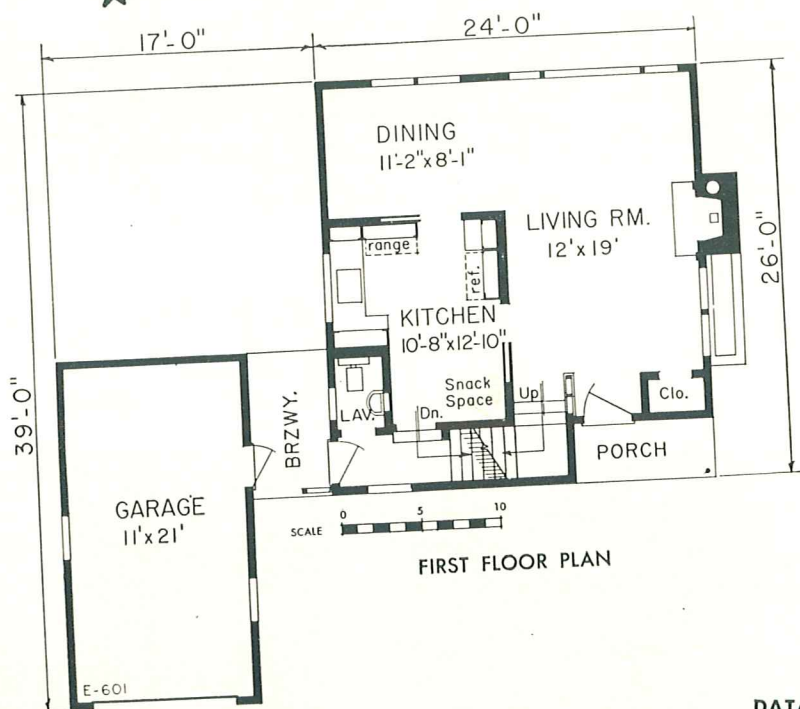 17'-0"
24'-0"
DINING
11'-2"x8'-1"
LIVING RM.
12'x19'
26'-0"
range
ref.
KITCHEN
10'-8"x12'-10"
39'-0"
BRZWY.
LAV.
Snack
Space
Dn.
Up
Clo.
PORCH
GARAGE
11'x21'
SCALE 0 5 10
FIRST FLOOR PLAN
E-601